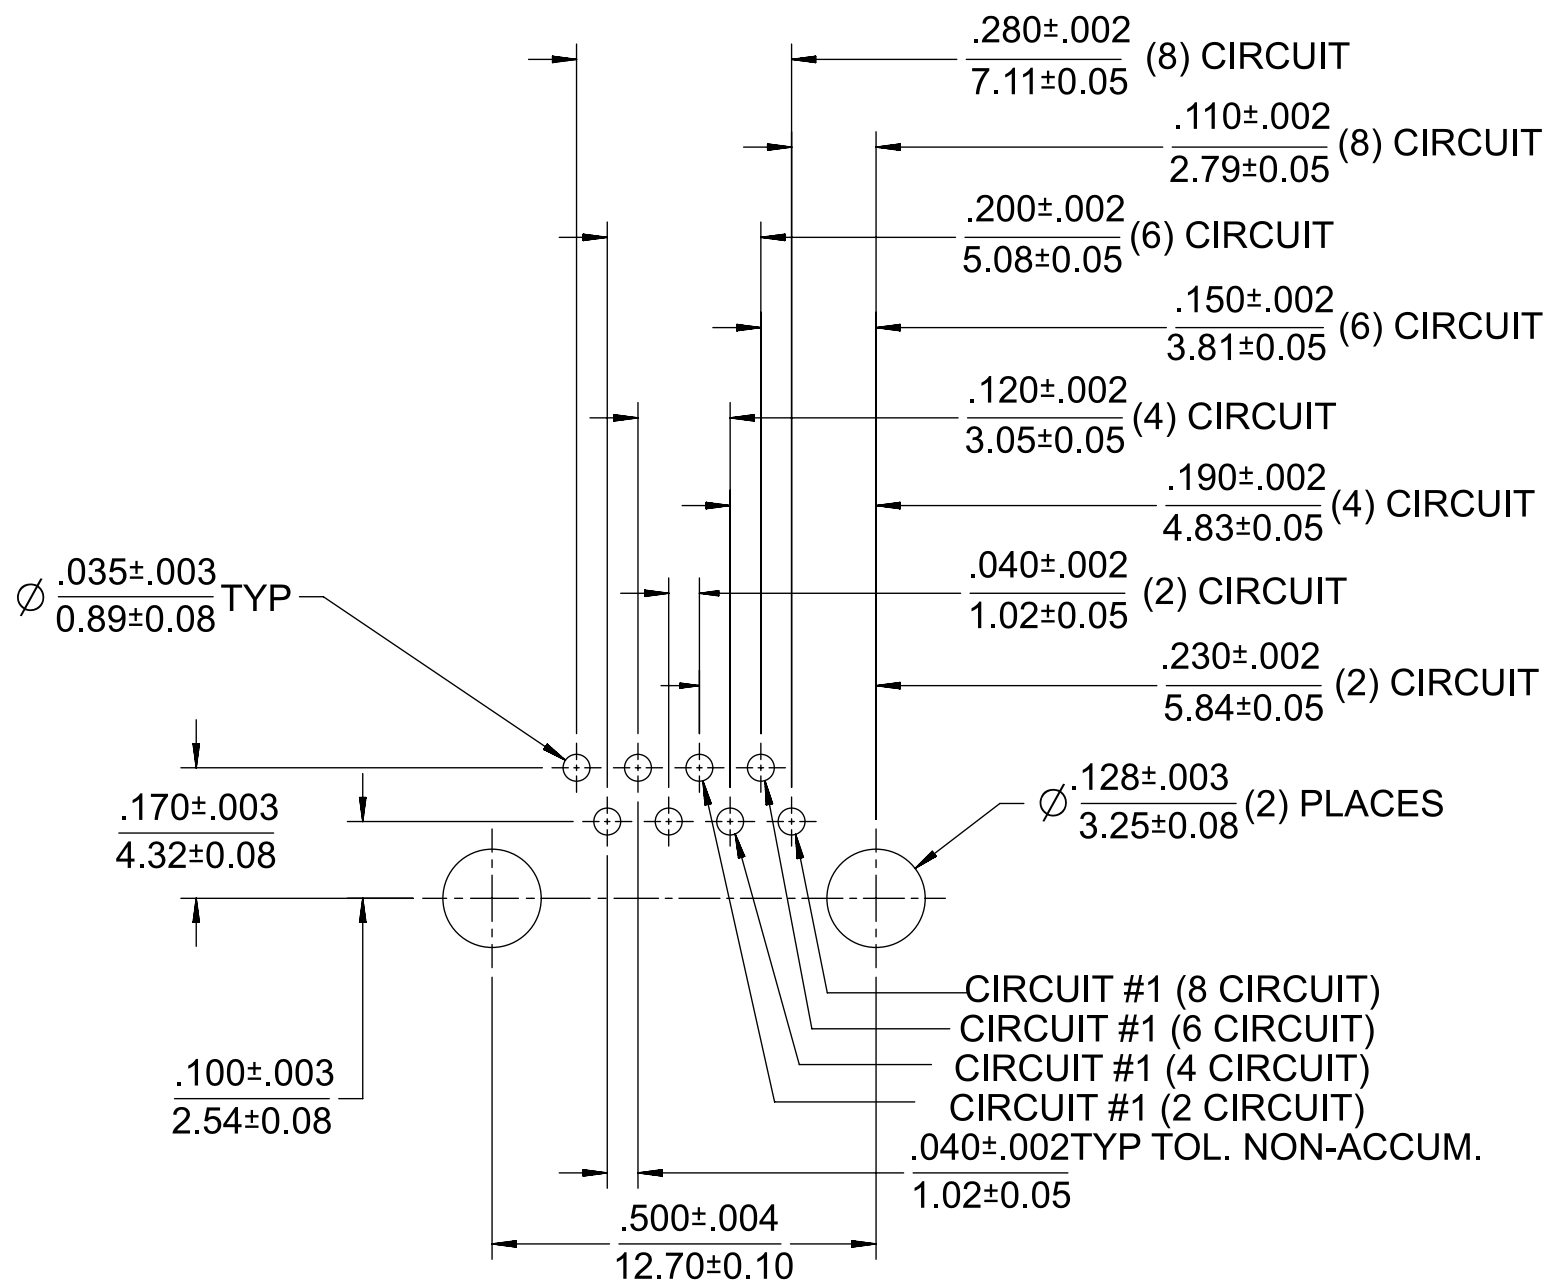 .280±.002
7.11±0.05
(8) CIRCUIT
.110±.002
2.79±0.05
(8) CIRCUIT
.200±.002
5.08±0.05
(6) CIRCUIT
.150±.002
3.81±0.05
(6) CIRCUIT
.120±.002
3.05±0.05
(4) CIRCUIT
.190±.002
4.83±0.05
(4) CIRCUIT
Ø .035±.003
0.89±0.08
TYP
.040±.002
1.02±0.05
(2) CIRCUIT
.230±.002
5.84±0.05
(2) CIRCUIT
.170±.003
4.32±0.08
Ø .128±.003
3.25±0.08
(2) PLACES
CIRCUIT #1 (8 CIRCUIT)
CIRCUIT #1 (6 CIRCUIT)
CIRCUIT #1 (4 CIRCUIT)
CIRCUIT #1 (2 CIRCUIT)
.100±.003
2.54±0.08
.040±.002 TYP TOL. NON-ACCUM.
1.02±0.05
.500±.004
12.70±0.10